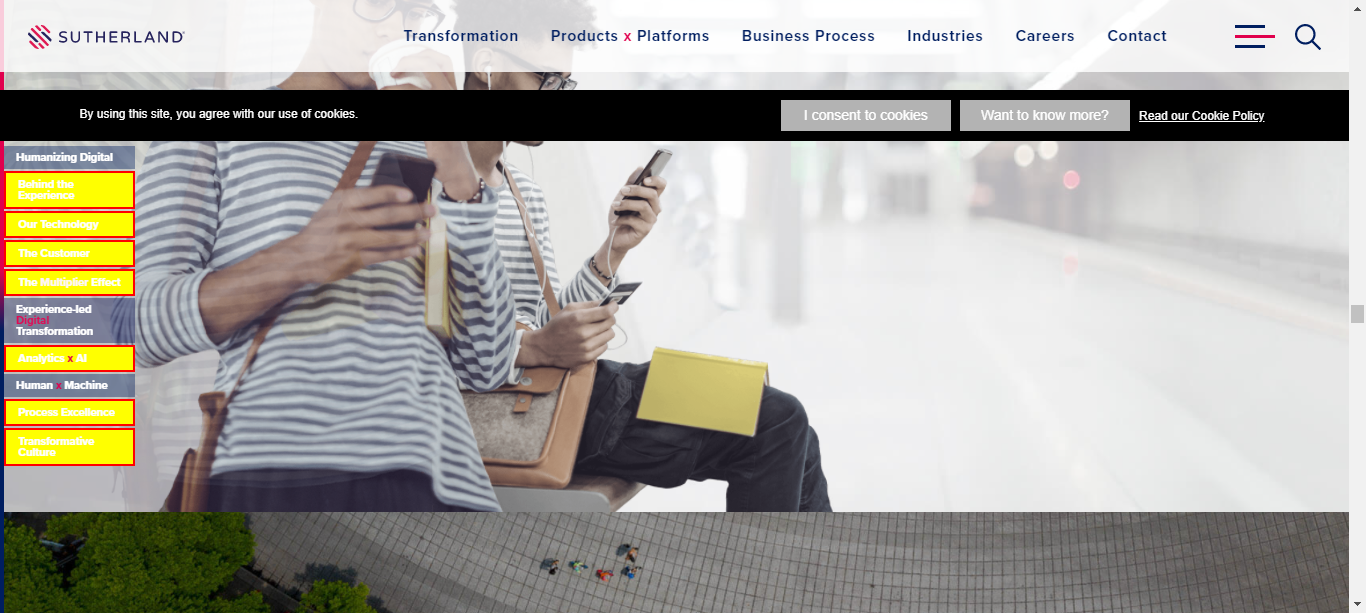 SUTHERLAND
Transformation
Products x Platforms
Business Process
Industries
Careers
Contact
By using this site, you agree with our use of cookies.
I consent to cookies
Want to know more?
Read our Cookie Policy
Humanizing Digital
Behind the
Experience
Our Technology
The Customer
The Multiplier Effect
Experience-led
Digital
Transformation
Analytics x AI
Human x Machine
Process Excellence
Transformative
Culture